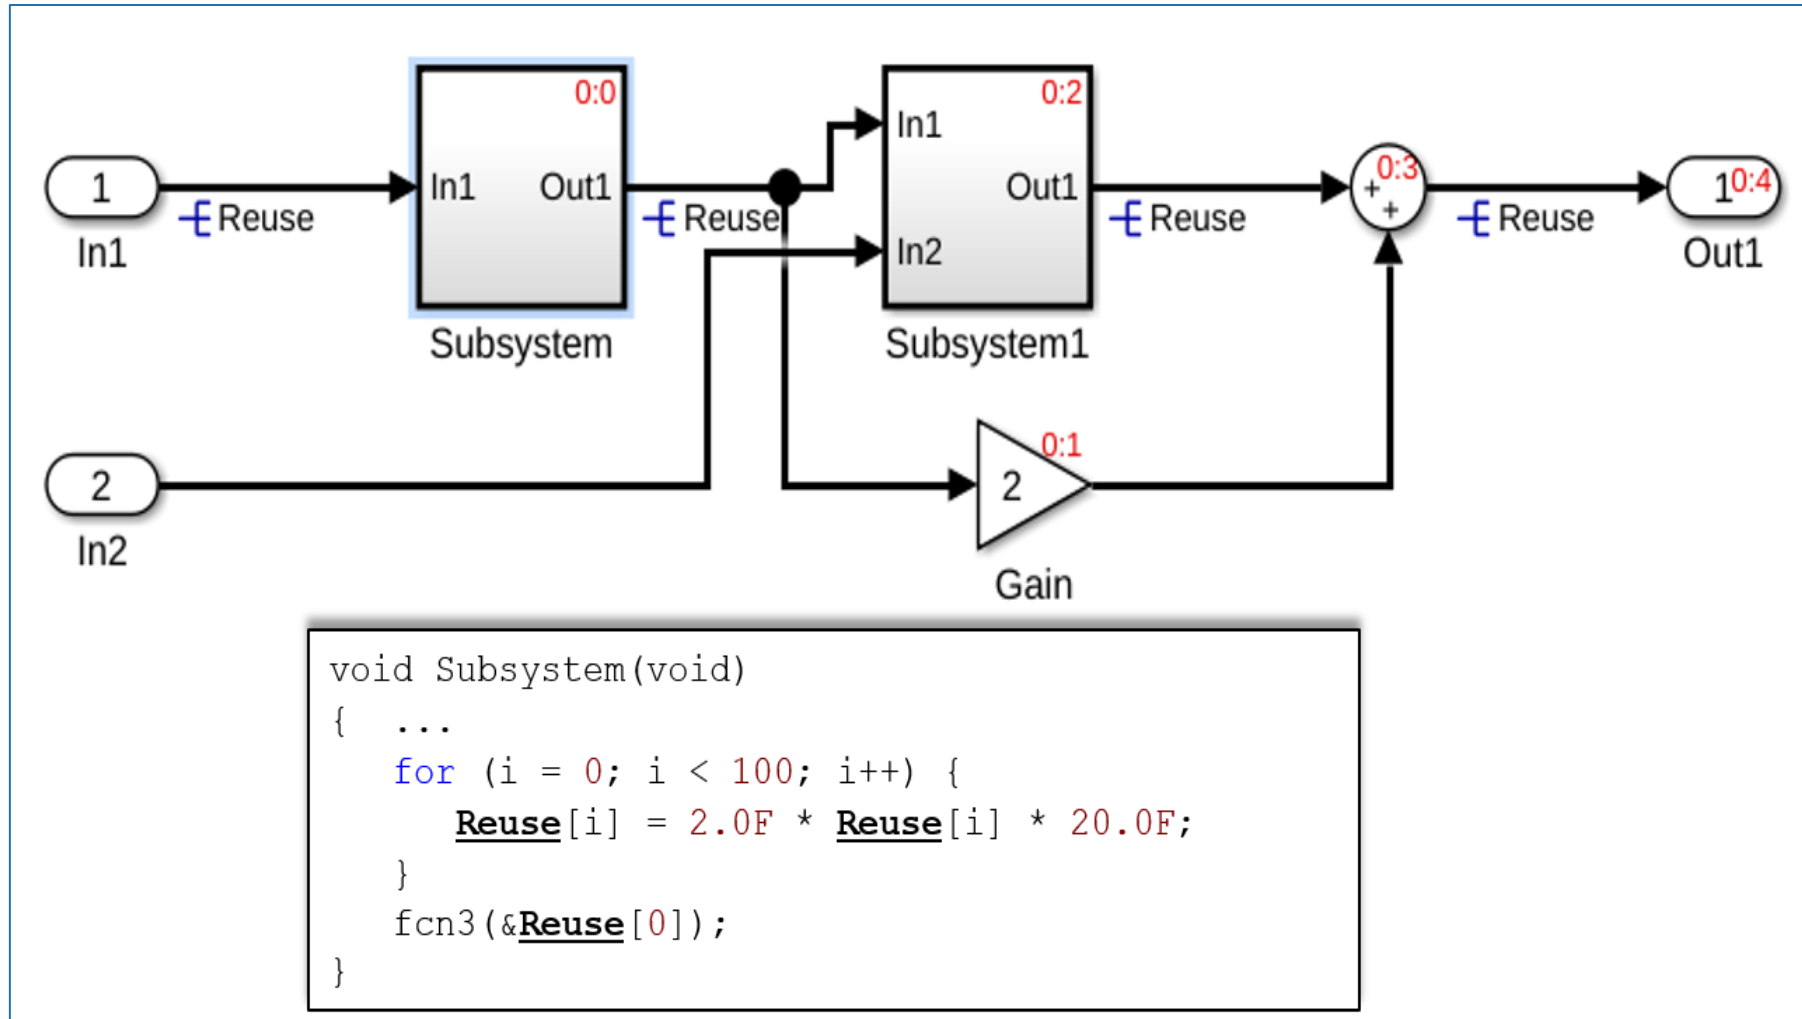 0:0
0:2
In1
1
In1
Out1
Out1
0:3
+
+
1
0:4
Reuse
Reuse
Reuse
Reuse
In1
In2
Out1
Subsystem
Subsystem1
0:1
2
2
In2
Gain
void Subsystem(void)
{ ...
for (i = 0; i < 100; i++) {
Reuse[i] = 2.0F * Reuse[i] * 20.0F;
}
fcn3(&Reuse[0]);
}